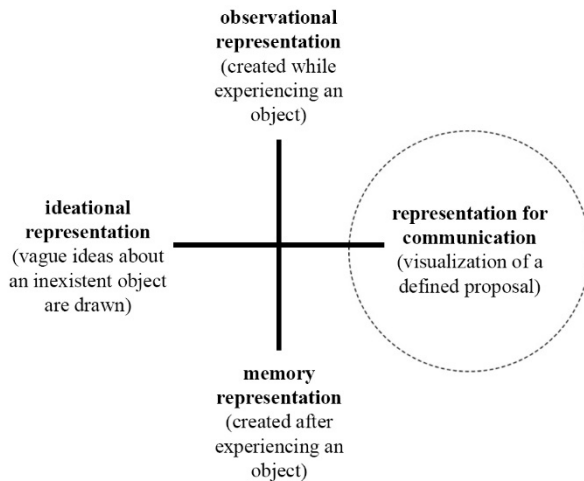 observational
representation
(created while
experiencing an
object)
ideational
representation
(vague ideas about
an inexistent object
are drawn)
representation for
communication
(visualization of a
defined proposal)
memory
representation
(created after
experiencing an
object)